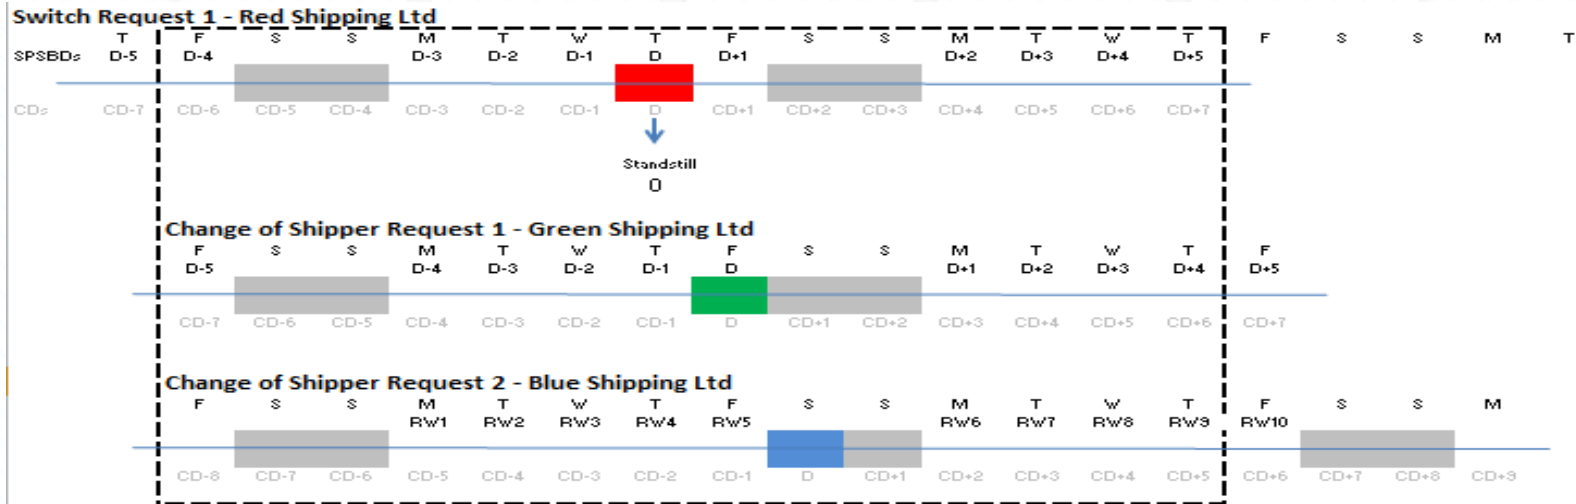 Switch Request 1 - Red Shipping Ltd
T F S S M T W T F S S M T W T F S S M T
SPSBDs D-5 D-4 D-3 D-2 D-1 D D+1 D+2 D+3 D+4 D+5
CDs CD-7 CD-6 CD-5 CD-4 CD-3 CD-2 CD-1 D CD+1 CD+2 CD+3 CD+4 CD+5 CD+6 CD+7
Standstill
0
Change of Shipper Request 1 - Green Shipping Ltd
F S S M T W T F S S M T W T F
D-5 D-4 D-3 D-2 D-1 D D+1 D+2 D+3 D+4 D+5
CD-7 CD-6 CD-5 CD-4 CD-3 CD-2 CD-1 D CD+1 CD+2 CD+3 CD+4 CD+5 CD+6 CD+7
Change of Shipper Request 2 - Blue Shipping Ltd
F S S M T W T F S S M T W T F S S M
RW1 RW2 RW3 RW4 RW5 RW6 RW7 RW8 RW9 RW10
CD-8 CD-7 CD-6 CD-5 CD-4 CD-3 CD-2 CD-1 D CD+1 CD+2 CD+3 CD+4 CD+5 CD+6 CD+7 CD+8 CD+9